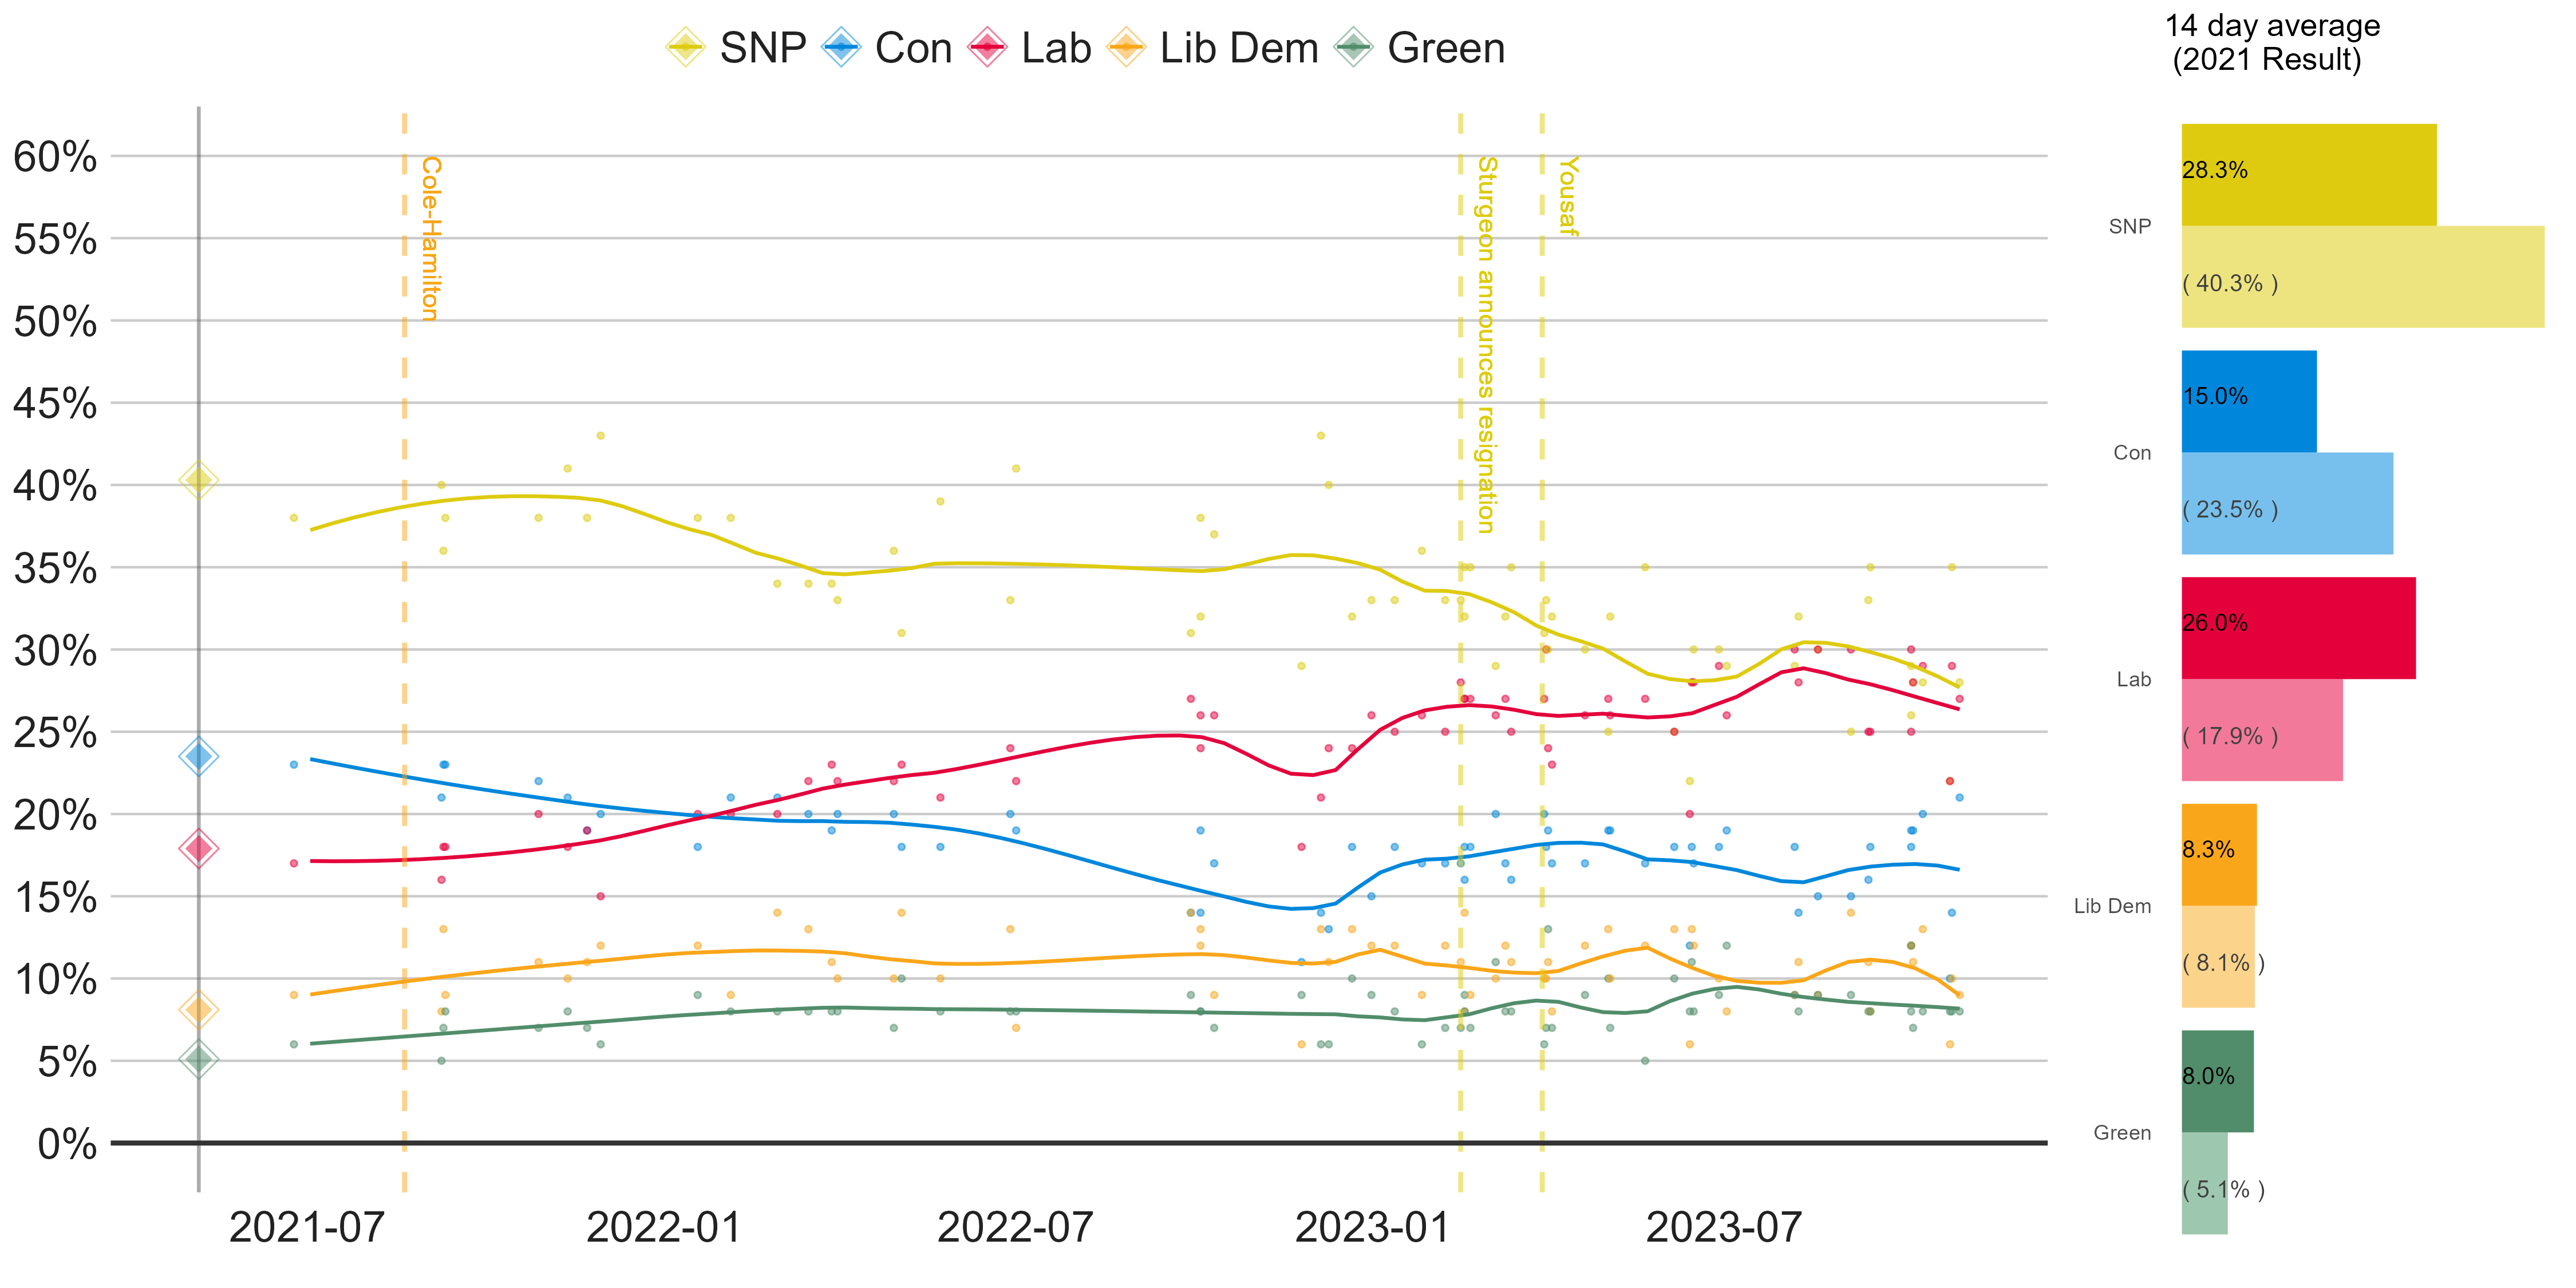 SNP Con Lab Lib Dem Green
14 day average
(2021 Result)
60%
55%
50%
45%
40%
35%
30%
25%
20%
15%
10%
5%
0%
Cole-Hamilton
Sturgeon announces resignation
Yousaf
2021-07 2022-01 2022-07 2023-01 2023-07
SNP
28.3%
( 40.3% )
Con
15.0%
( 23.5% )
Lab
26.0%
( 17.9% )
Lib Dem
8.3%
( 8.1% )
Green
8.0%
( 5.1% )